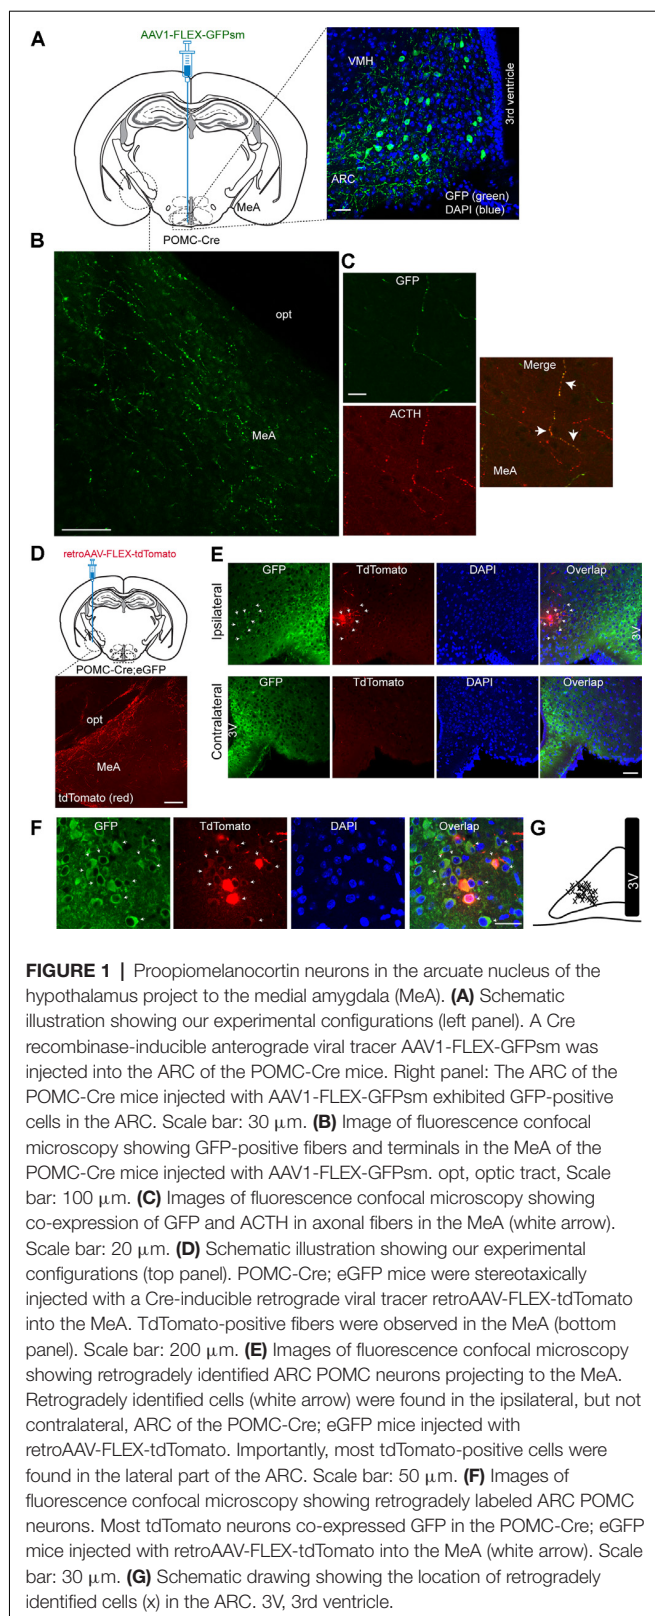 A
AAV1-FLEX-GFPsm
MeA
POMC-Cre
VMH
ARC
3rd ventricle
GFP (green)
DAPI (blue)
B
opt
MeA
C
GFP
ACTH
Merge
MeA
D
retroAAV-FLEX-tdTomato
POMC-Cre;eGFP
opt
MeA
tdTomato (red)
E
Ipsilateral
GFP
TdTomato
DAPI
Overlap
3V
Contralateral
GFP
TdTomato
DAPI
Overlap
3V
F
GFP
TdTomato
DAPI
Overlap
G
3V
FIGURE 1 | Proopiomelanocortin neurons in the arcuate nucleus of the
hypothalamus project to the medial amygdala (MeA). (A) Schematic
illustration showing our experimental configurations (left panel). A Cre
recombinase-inducible anterograde viral tracer AAV1-FLEX-GFPsm was
injected into the ARC of the POMC-Cre mice. Right panel: The ARC of the
POMC-Cre mice injected with AAV1-FLEX-GFPsm exhibited GFP-positive
cells in the ARC. Scale bar: 30 μm. (B) Image of fluorescence confocal
microscopy showing GFP-positive fibers and terminals in the MeA of the
POMC-Cre mice injected with AAV1-FLEX-GFPsm. opt, optic tract, Scale
bar: 100 μm. (C) Images of fluorescence confocal microscopy showing
co-expression of GFP and ACTH in axonal fibers in the MeA (white arrow).
Scale bar: 20 μm. (D) Schematic illustration showing our experimental
configurations (top panel). POMC-Cre; eGFP mice were stereotaxically
injected with a Cre-inducible retrograde viral tracer retroAAV-FLEX-tdTomato
into the MeA. TdTomato-positive fibers were observed in the MeA (bottom
panel). Scale bar: 200 μm. (E) Images of fluorescence confocal microscopy
showing retrogradely identified ARC POMC neurons projecting to the MeA.
Retrogradely identified cells (white arrow) were found in the ipsilateral, but not
contralateral, ARC of the POMC-Cre; eGFP mice injected with
retroAAV-FLEX-tdTomato. Importantly, most tdTomato-positive cells were
found in the lateral part of the ARC. Scale bar: 50 μm. (F) Images of
fluorescence confocal microscopy showing retrogradely labeled ARC POMC
neurons. Most tdTomato neurons co-expressed GFP in the POMC-Cre; eGFP
mice injected with retroAAV-FLEX-tdTomato into the MeA (white arrow). Scale
bar: 30 μm. (G) Schematic drawing showing the location of retrogradely
identified cells (x) in the ARC. 3V, 3rd ventricle.